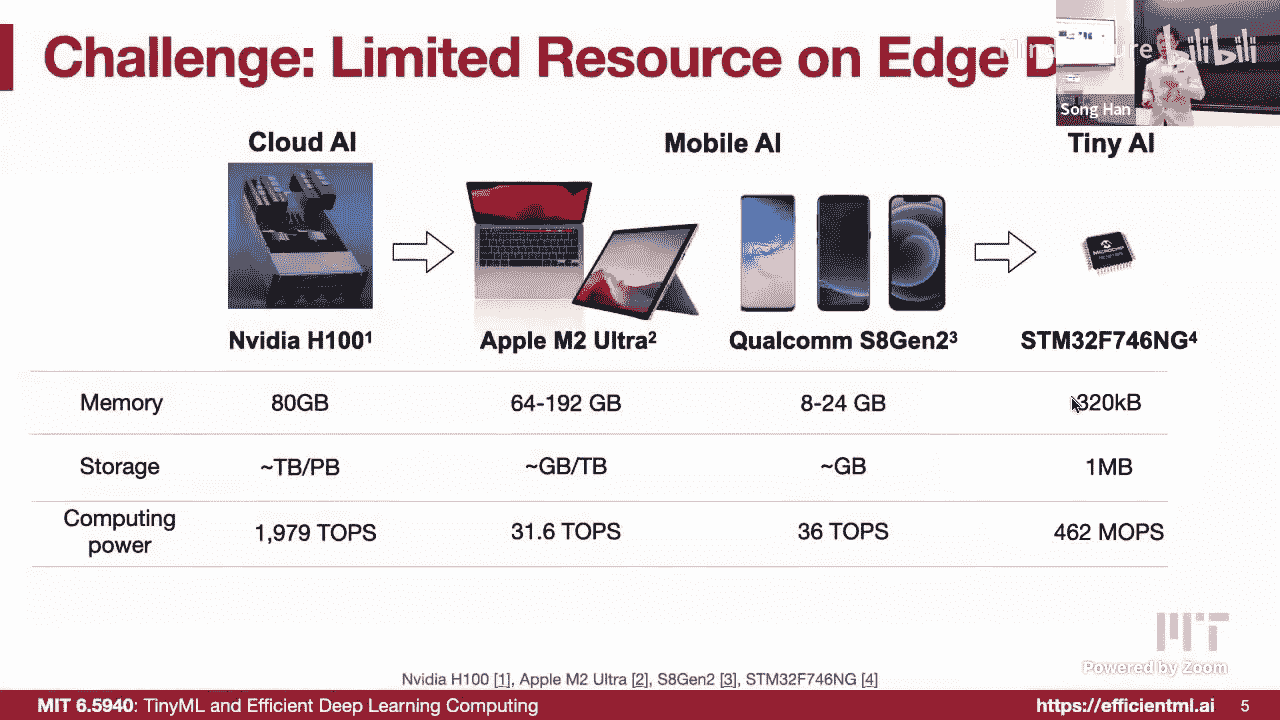 Challenge: Limited Resource on Edge D
Song Han
bilibili
Cloud AI
Mobile AI
Tiny AI
MICROCHIP
Nvidia H100¹
Apple M2 Ultra²
Qualcomm S8Gen2³
STM32F746NG⁴
Memory 80GB 64-192 GB 8-24 GB 320kB
Storage ~TB/PB ~GB/TB ~GB 1MB
Computing
power 1,979 TOPS 31.6 TOPS 36 TOPS 462 MOPS
MIT
Powered by Zoom
Nvidia H100 [1], Apple M2 Ultra [2], S8Gen2 [3], STM32F746NG [4]
MIT 6.5940: TinyML and Efficient Deep Learning Computing
https://efficientml.ai 5